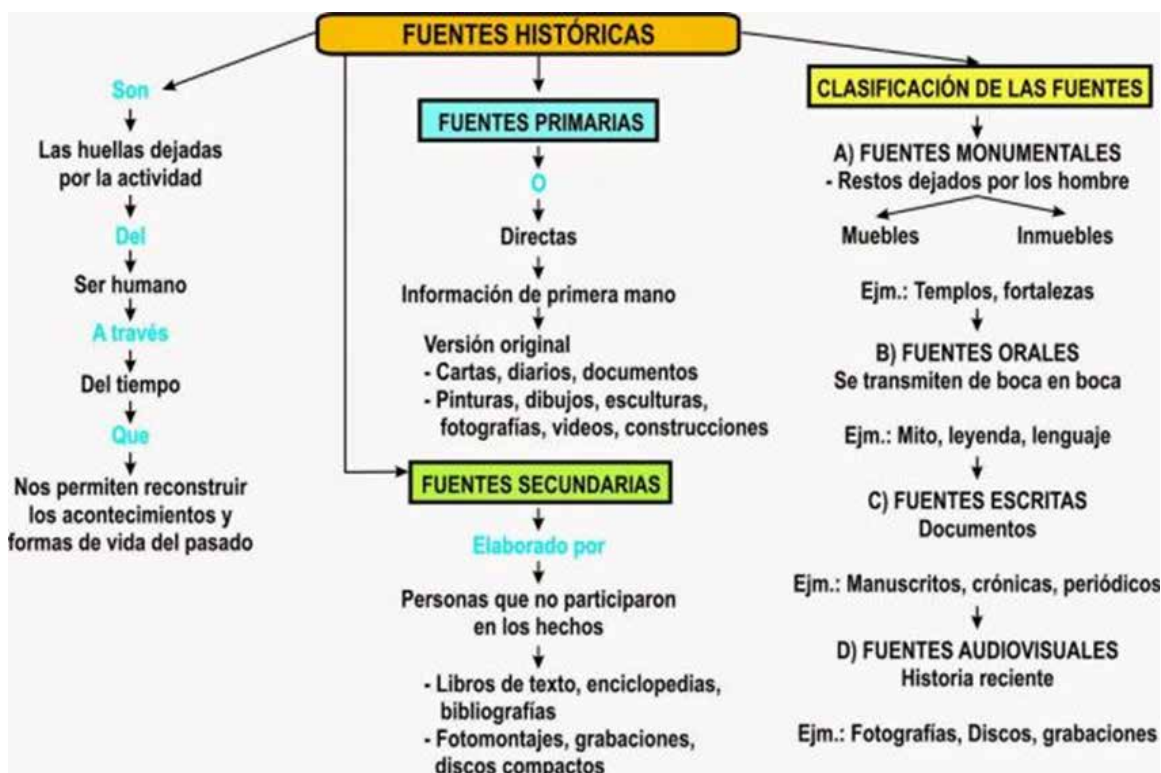 FUENTES HISTÓRICAS
Son
Las huellas dejadas
por la actividad
Del
Ser humano
A través
Del tiempo
Que
Nos permiten reconstruir
los acontecimientos y
formas de vida del pasado
FUENTES PRIMARIAS
O
Directas
Información de primera mano
Versión original
- Cartas, diarios, documentos
- Pinturas, dibujos, esculturas,
fotografías, videos, construcciones
FUENTES SECUNDARIAS
Elaborado por
Personas que no participaron
en los hechos
- Libros de texto, enciclopedias,
bibliografías
- Fotomontajes, grabaciones,
discos compactos
CLASIFICACIÓN DE LAS FUENTES
A) FUENTES MONUMENTALES
- Restos dejados por los hombre
Muebles Inmuebles
Ejm.: Templos, fortalezas
B) FUENTES ORALES
Se transmiten de boca en boca
Ejm.: Mito, leyenda, lenguaje
C) FUENTES ESCRITAS
Documentos
Ejm.: Manuscritos, crónicas, periódicos
D) FUENTES AUDIOVISUALES
Historia reciente
Ejm.: Fotografías, Discos, grabaciones